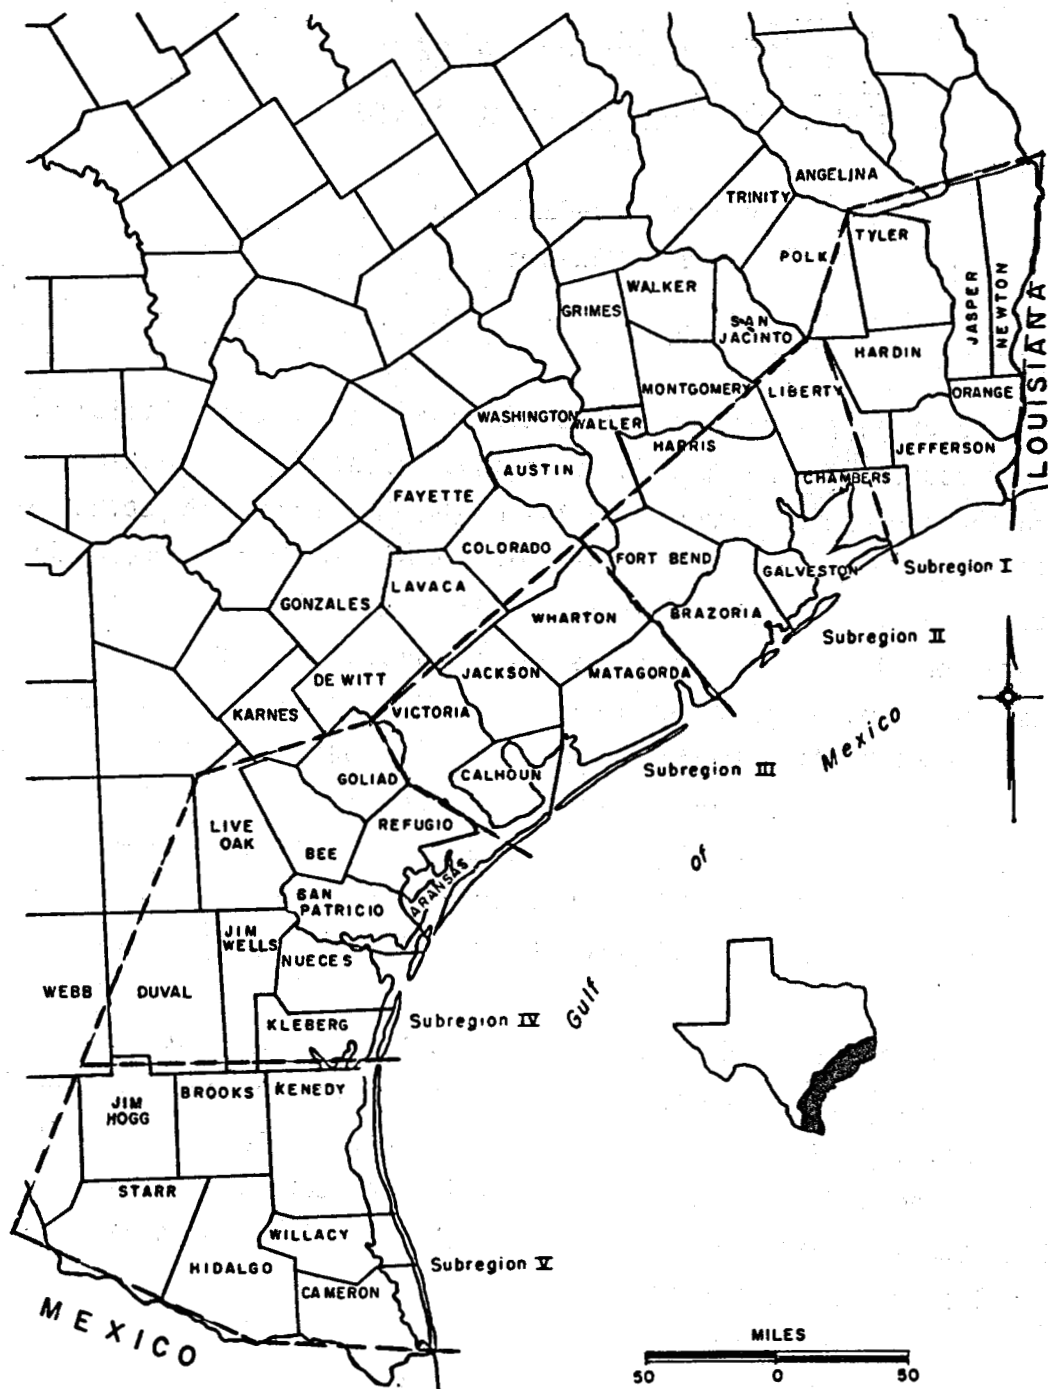 ANGELINA
TRINITY
TYLER
POLK
WALKER
GRIMES
SAN
JACINTO
JASPER
NEWTON
LOUISIANA
HARDIN
MONTGOMERY
LIBERTY
ORANGE
WASHINGTON
WALLER
HARRIS
JEFFERSON
AUSTIN
CHAMBERS
FAYETTE
COLORADO
FORT BEND
GALVESTON
Subregion I
LAVACA
GONZALES
WHARTON
BRAZORIA
Subregion II
DE WITT
JACKSON
MATAGORDA
KARNES
VICTORIA
GOLIAD
CALHOUN
Subregion III
Mexico
LIVE
OAK
BEE
REFUGIO
of
ARANSAS
SAN
PATRICIO
JIM
WELLS
NUECES
WEBB
DUVAL
KLEBERG
Subregion IV
Gulf
JIM
HOGG
BROOKS
KENEDY
STARR
WILLACY
HIDALGO
Subregion V
CAMERON
MEXICO
MILES
50 0 50